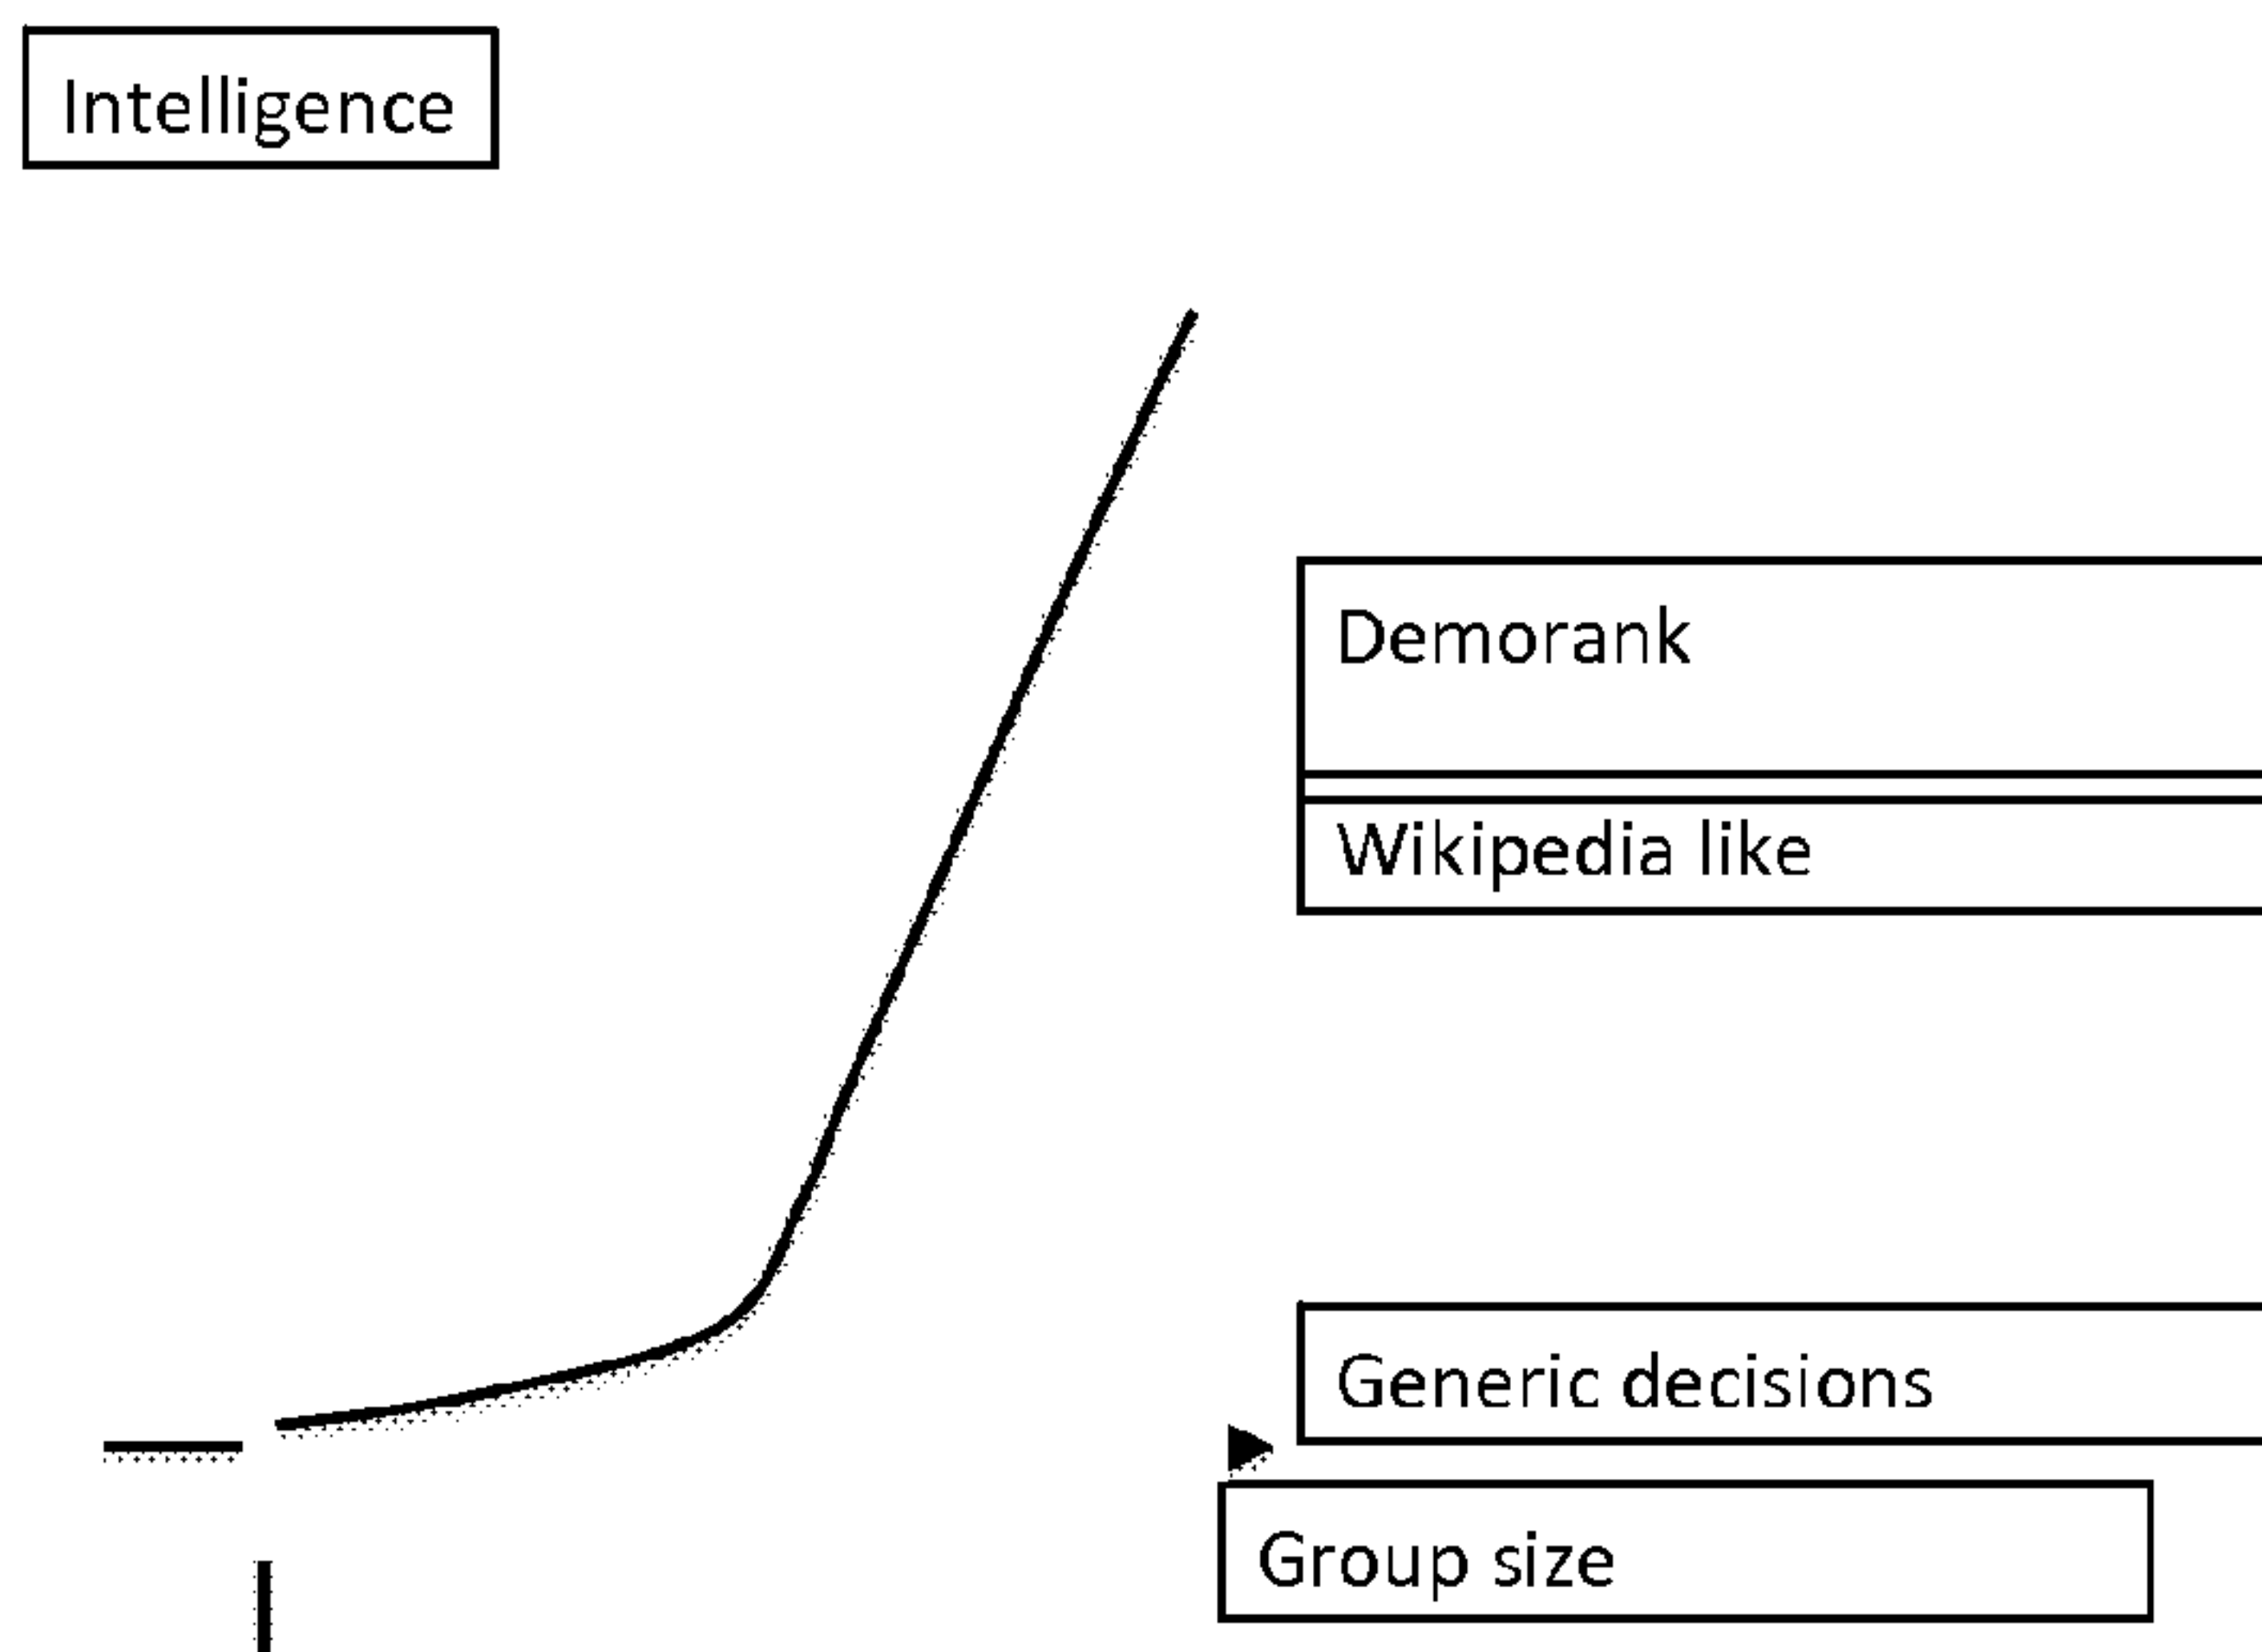 Intelligence
Demorank
Wikipedia like
Generic decisions
Group size